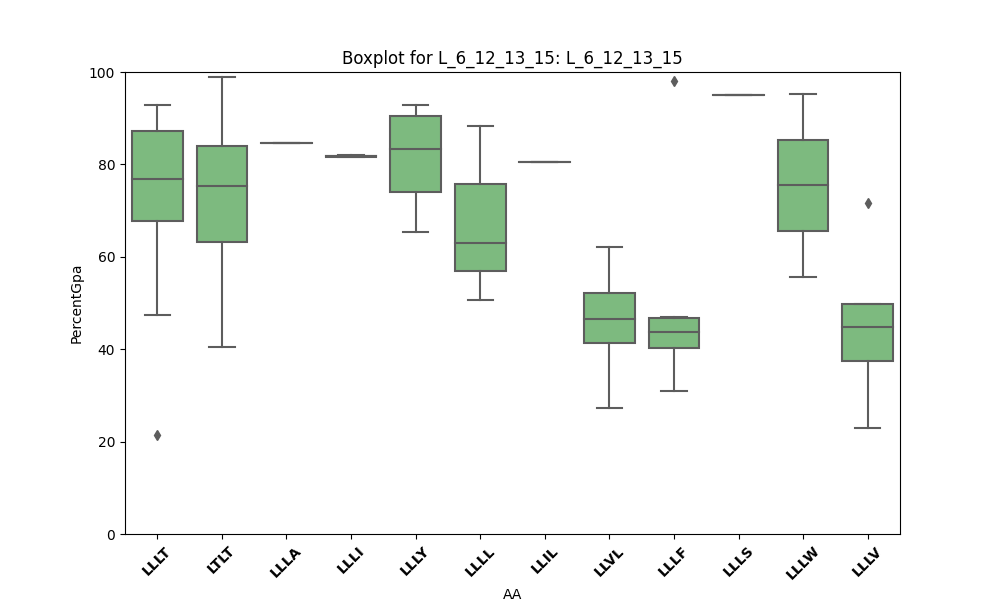 Boxplot for L_6_12_13_15: L_6_12_13_15
PercentGpa
100
80
60
40
20
0
LLLT LTLT LLLA LLLI LLLY LLLL LLIL LLVL LLLF LLLS LLLW LLLV
AA